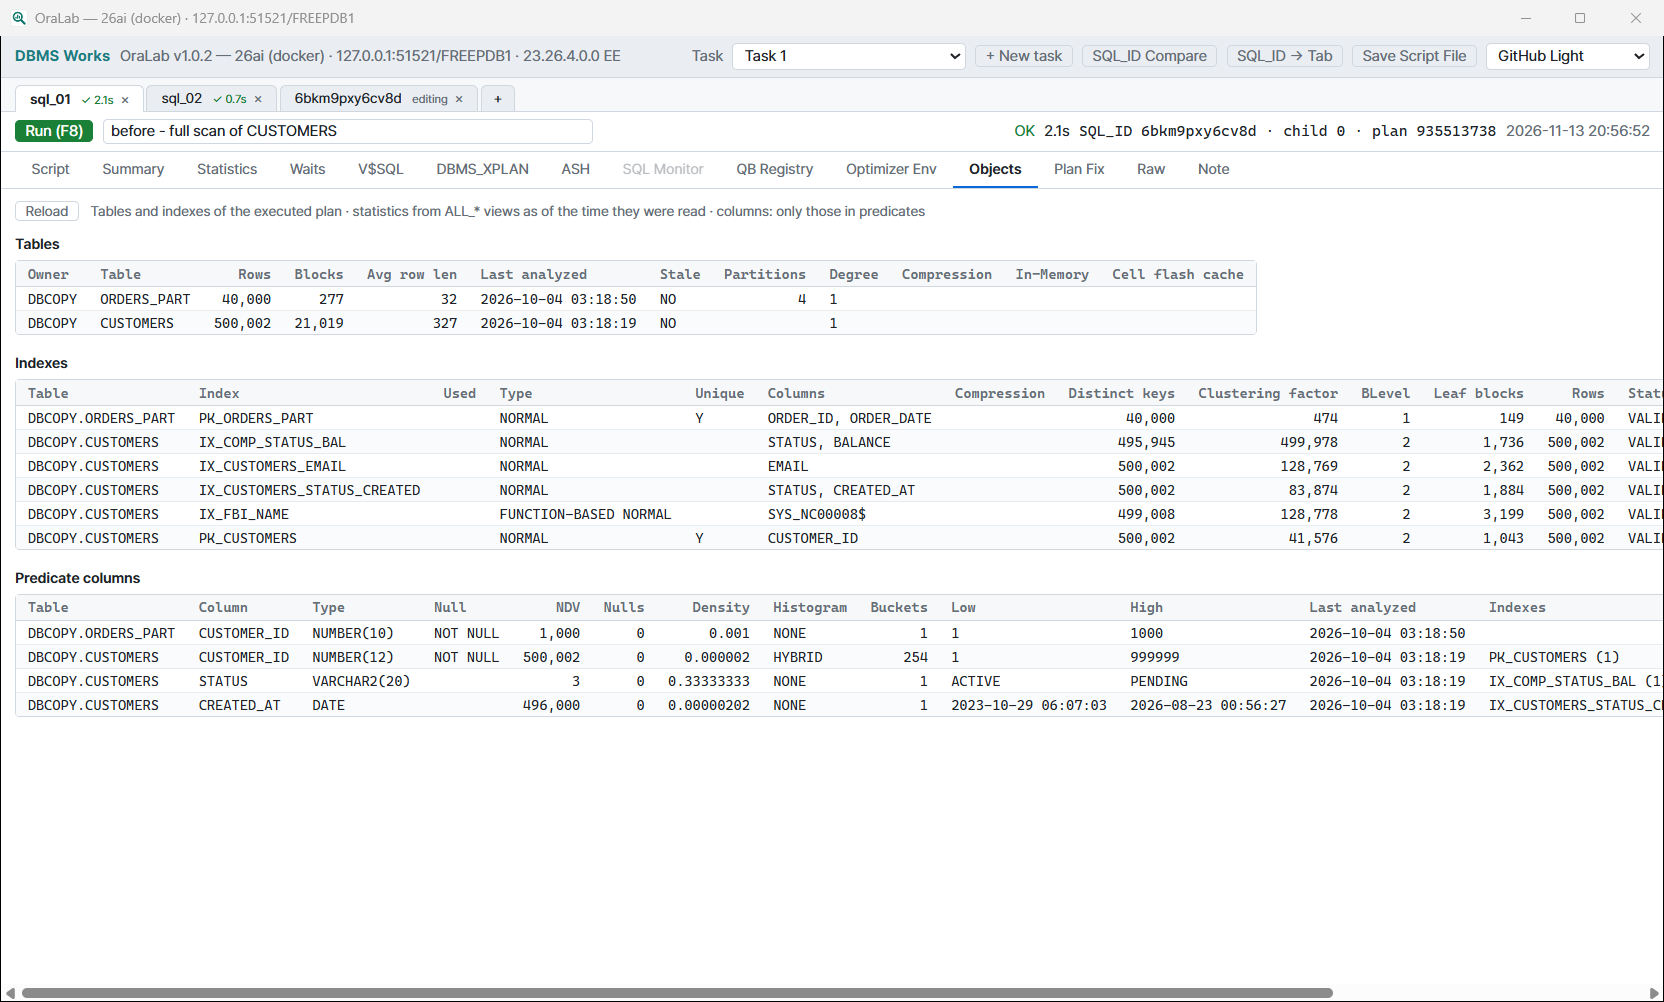 OraLab — 26ai (docker) · 127.0.0.1:51521/FREEPDB1
DBMS Works OraLab v1.0.2 — 26ai (docker) · 127.0.0.1:51521/FREEPDB1 · 23.26.4.0.0 EE Task Task 1 + New task SQL_ID Compare SQL_ID → Tab Save Script File GitHub Light
sql_01 ✓ 2.1s × sql_02 ✓ 0.7s × 6bkm9pxy6cv8d editing × +
Run (F8) before - full scan of CUSTOMERS OK 2.1s SQL_ID 6bkm9pxy6cv8d · child 0 · plan 935513738 2026-11-13 20:56:52
Script Summary Statistics Waits V$SQL DBMS_XPLAN ASH SQL Monitor QB Registry Optimizer Env Objects Plan Fix Raw Note
Reload Tables and indexes of the executed plan · statistics from ALL_* views as of the time they were read · columns: only those in predicates
Tables
Owner Table Rows Blocks Avg row len Last analyzed Stale Partitions Degree Compression In-Memory Cell flash cache
DBCOPY ORDERS_PART 40,000 277 32 2026-10-04 03:18:50 NO 4 1
DBCOPY CUSTOMERS 500,002 21,019 327 2026-10-04 03:18:19 NO 1
Indexes
Table Index Used Type Unique Columns Compression Distinct keys Clustering factor BLevel Leaf blocks Rows Stat
DBCOPY.ORDERS_PART PK_ORDERS_PART NORMAL Y ORDER_ID, ORDER_DATE 40,000 474 1 149 40,000 VALI
DBCOPY.CUSTOMERS IX_COMP_STATUS_BAL NORMAL STATUS, BALANCE 495,945 499,978 2 1,736 500,002 VALI
DBCOPY.CUSTOMERS IX_CUSTOMERS_EMAIL NORMAL EMAIL 500,002 128,769 2 2,362 500,002 VALI
DBCOPY.CUSTOMERS IX_CUSTOMERS_STATUS_CREATED NORMAL STATUS, CREATED_AT 500,002 83,874 2 1,884 500,002 VALI
DBCOPY.CUSTOMERS IX_FBI_NAME FUNCTION-BASED NORMAL SYS_NC00008$ 499,008 128,778 2 3,199 500,002 VALI
DBCOPY.CUSTOMERS PK_CUSTOMERS NORMAL Y CUSTOMER_ID 500,002 41,576 2 1,043 500,002 VALI
Predicate columns
Table Column Type Null NDV Nulls Density Histogram Buckets Low High Last analyzed Indexes
DBCOPY.ORDERS_PART CUSTOMER_ID NUMBER(10) NOT NULL 1,000 0 0.001 NONE 1 1 1000 2026-10-04 03:18:50
DBCOPY.CUSTOMERS CUSTOMER_ID NUMBER(12) NOT NULL 500,002 0 0.000002 HYBRID 254 1 999999 2026-10-04 03:18:19 PK_CUSTOMERS (1)
DBCOPY.CUSTOMERS STATUS VARCHAR2(20) 3 0 0.33333333 NONE 1 ACTIVE PENDING 2026-10-04 03:18:19 IX_COMP_STATUS_BAL (1
DBCOPY.CUSTOMERS CREATED_AT DATE 496,000 0 0.00000202 NONE 1 2023-10-29 06:07:03 2026-08-23 00:56:27 2026-10-04 03:18:19 IX_CUSTOMERS_STATUS_C